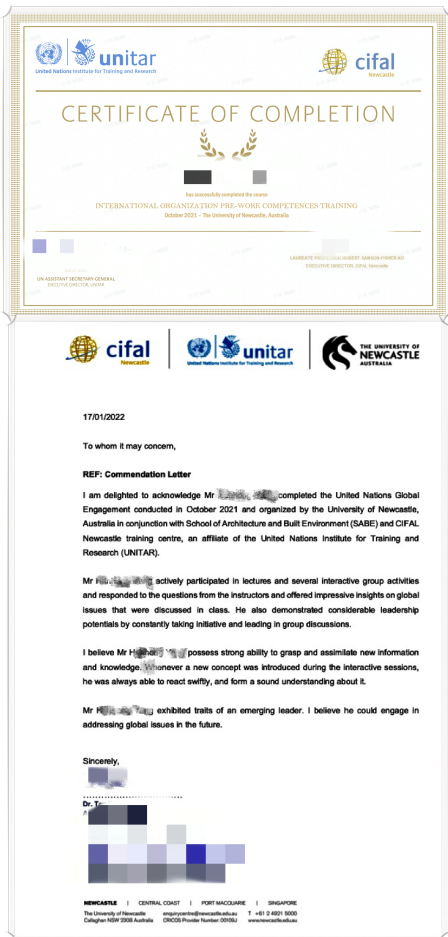 unitar
United Nations Institute for Training and Research
cifal
Newcastle
CERTIFICATE OF COMPLETION
has successfully completed the course
INTERNATIONAL ORGANIZATION PRE-WORK COMPETENCES TRAINING
October 2021 – The University of Newcastle, Australia
UN ASSISTANT SECRETARY-GENERAL
EXECUTIVE DIRECTOR, UNITAR
EXECUTIVE DIRECTOR, CIFAL Newcastle
cifal
Newcastle
unitar
United Nations Institute for Training and Research
THE UNIVERSITY OF
NEWCASTLE
AUSTRALIA
17/01/2022
To whom it may concern,
REF: Commendation Letter
I am delighted to acknowledge Mr completed the United Nations Global
Engagement conducted in October 2021 and organized by the University of Newcastle,
Australia in conjunction with School of Architecture and Built Environment (SABE) and CIFAL
Newcastle training centre, an affiliate of the United Nations Institute for Training and
Research (UNITAR).
Mr actively participated in lectures and several interactive group activities
and responded to the questions from the instructors and offered impressive insights on global
issues that were discussed in class. He also demonstrated considerable leadership
potentials by constantly taking initiative and leading in group discussions.
I believe Mr possess strong ability to grasp and assimilate new information
and knowledge. Whenever a new concept was introduced during the interactive sessions,
he was always able to react swiftly, and form a sound understanding about it.
Mr exhibited traits of an emerging leader. I believe he could engage in
addressing global issues in the future.
Sincerely,
Dr.
NEWCASTLE | CENTRAL COAST | PORT MACQUARIE | SINGAPORE
The University of Newcastle enquirycentre@newcastle.edu.au T +61 2 4921 5000
Callaghan NSW 2308 Australia CRICOS Provider Number: 00109J www.newcastle.edu.au